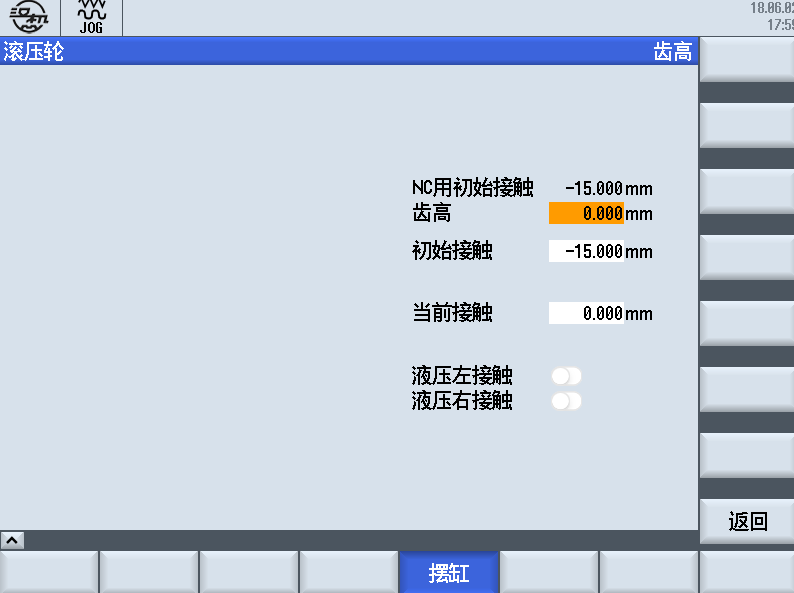 JOG
18.06.0
17:5
滚压轮 齿高
NC用初始接触 -15.000 mm
齿高 0.000 mm
初始接触 -15.000 mm
当前接触 0.000 mm
液压左接触
液压右接触
返回
摆缸